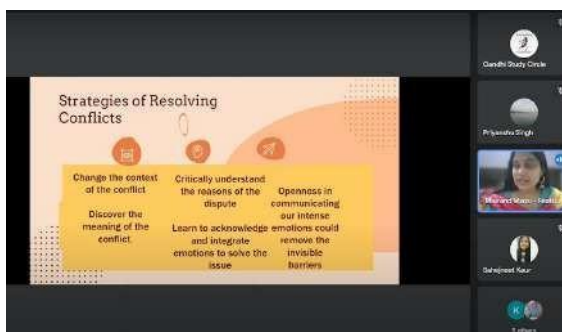 Strategies of Resolving
Conflicts
Change the context
of the conflict
Discover the
meaning of the
conflict
Critically understand
the reasons of the
dispute
Learn to acknowledge
and integrate
emotions to solve the
issue
Openness in
communicating
our intense
emotions could
remove the
invisible
barriers
Gandhi Study Circle
Priyanshu Singh
Sahejneet Kaur
K